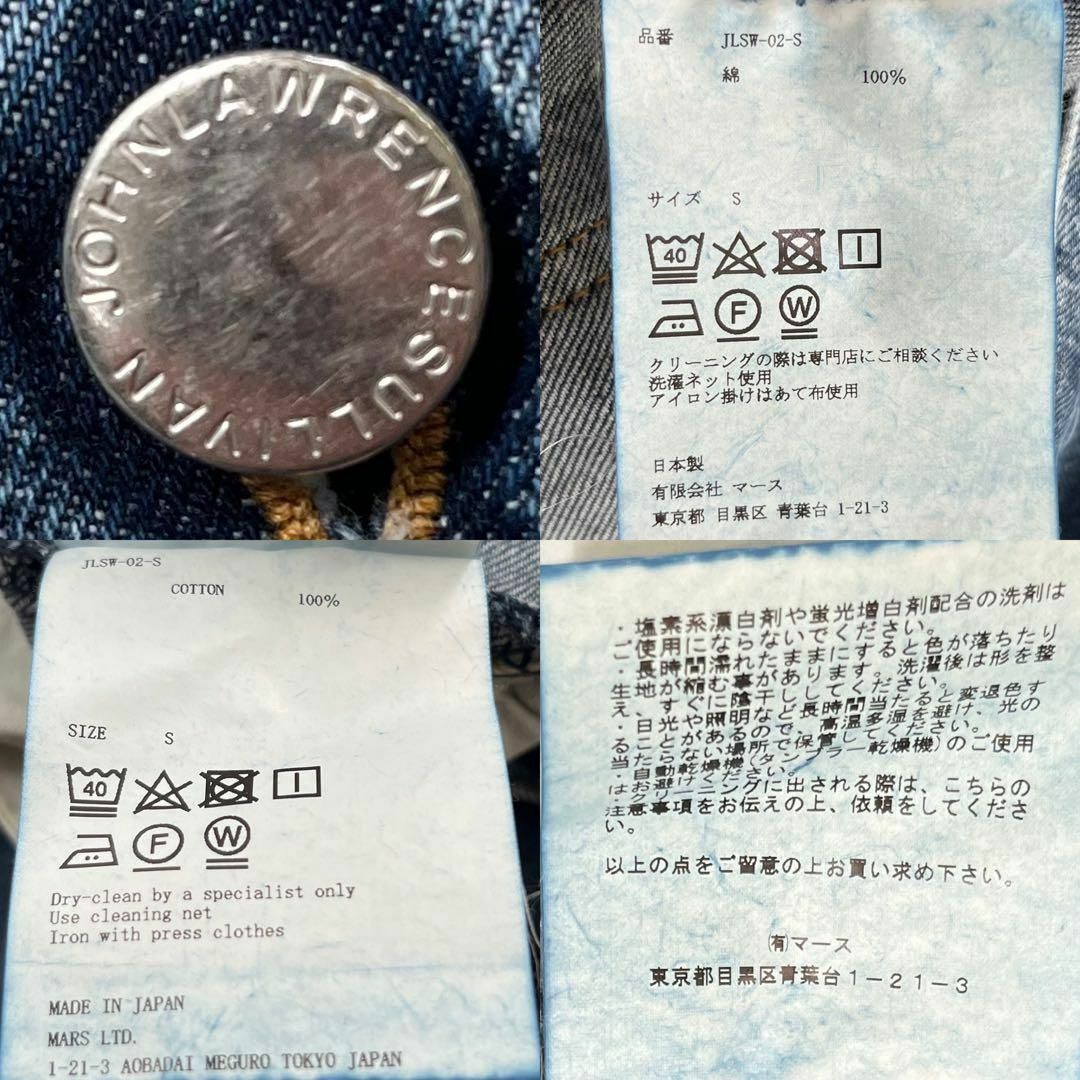 JOHNLAWRENCESULLIVAN
品番 JLSW-02-S
綿 100%
サイズ S
40
F W
クリーニングの際は専門店にご相談ください
洗濯ネット使用
アイロン掛けはあて布使用
日本製
有限会社 マース
東京都 目黒区 青葉台 1-21-3
JLSW-02-S
COTTON 100%
SIZE S
40
F W
Dry-clean by a specialist only
Use cleaning net
Iron with press clothes
MADE IN JAPAN
MARS LTD.
1-21-3 AOBADAI MEGURO TOKYO JAPAN
・塩素系漂白剤や蛍光増白剤配合の洗剤は
ご使用にならないでください。
・長時間濡れたままにすると色が落ちたり
生地が縮む事があります。洗濯後は形を整
え、すぐに陰干ししてください。
・日光や照明など長時間当たると変退色す
ることがあるので、高温多湿を避け、光の
当たらない場所で保管してください。
・自動乾燥機(タンブラー乾燥機)のご使用
はお避けください。
・クリーニングに出される際は、こちらの
注意事項をお伝えの上、依頼をしてくださ
い。
以上の点をご留意の上お買い求め下さい。
㈲マース
東京都目黒区青葉台1-21-3